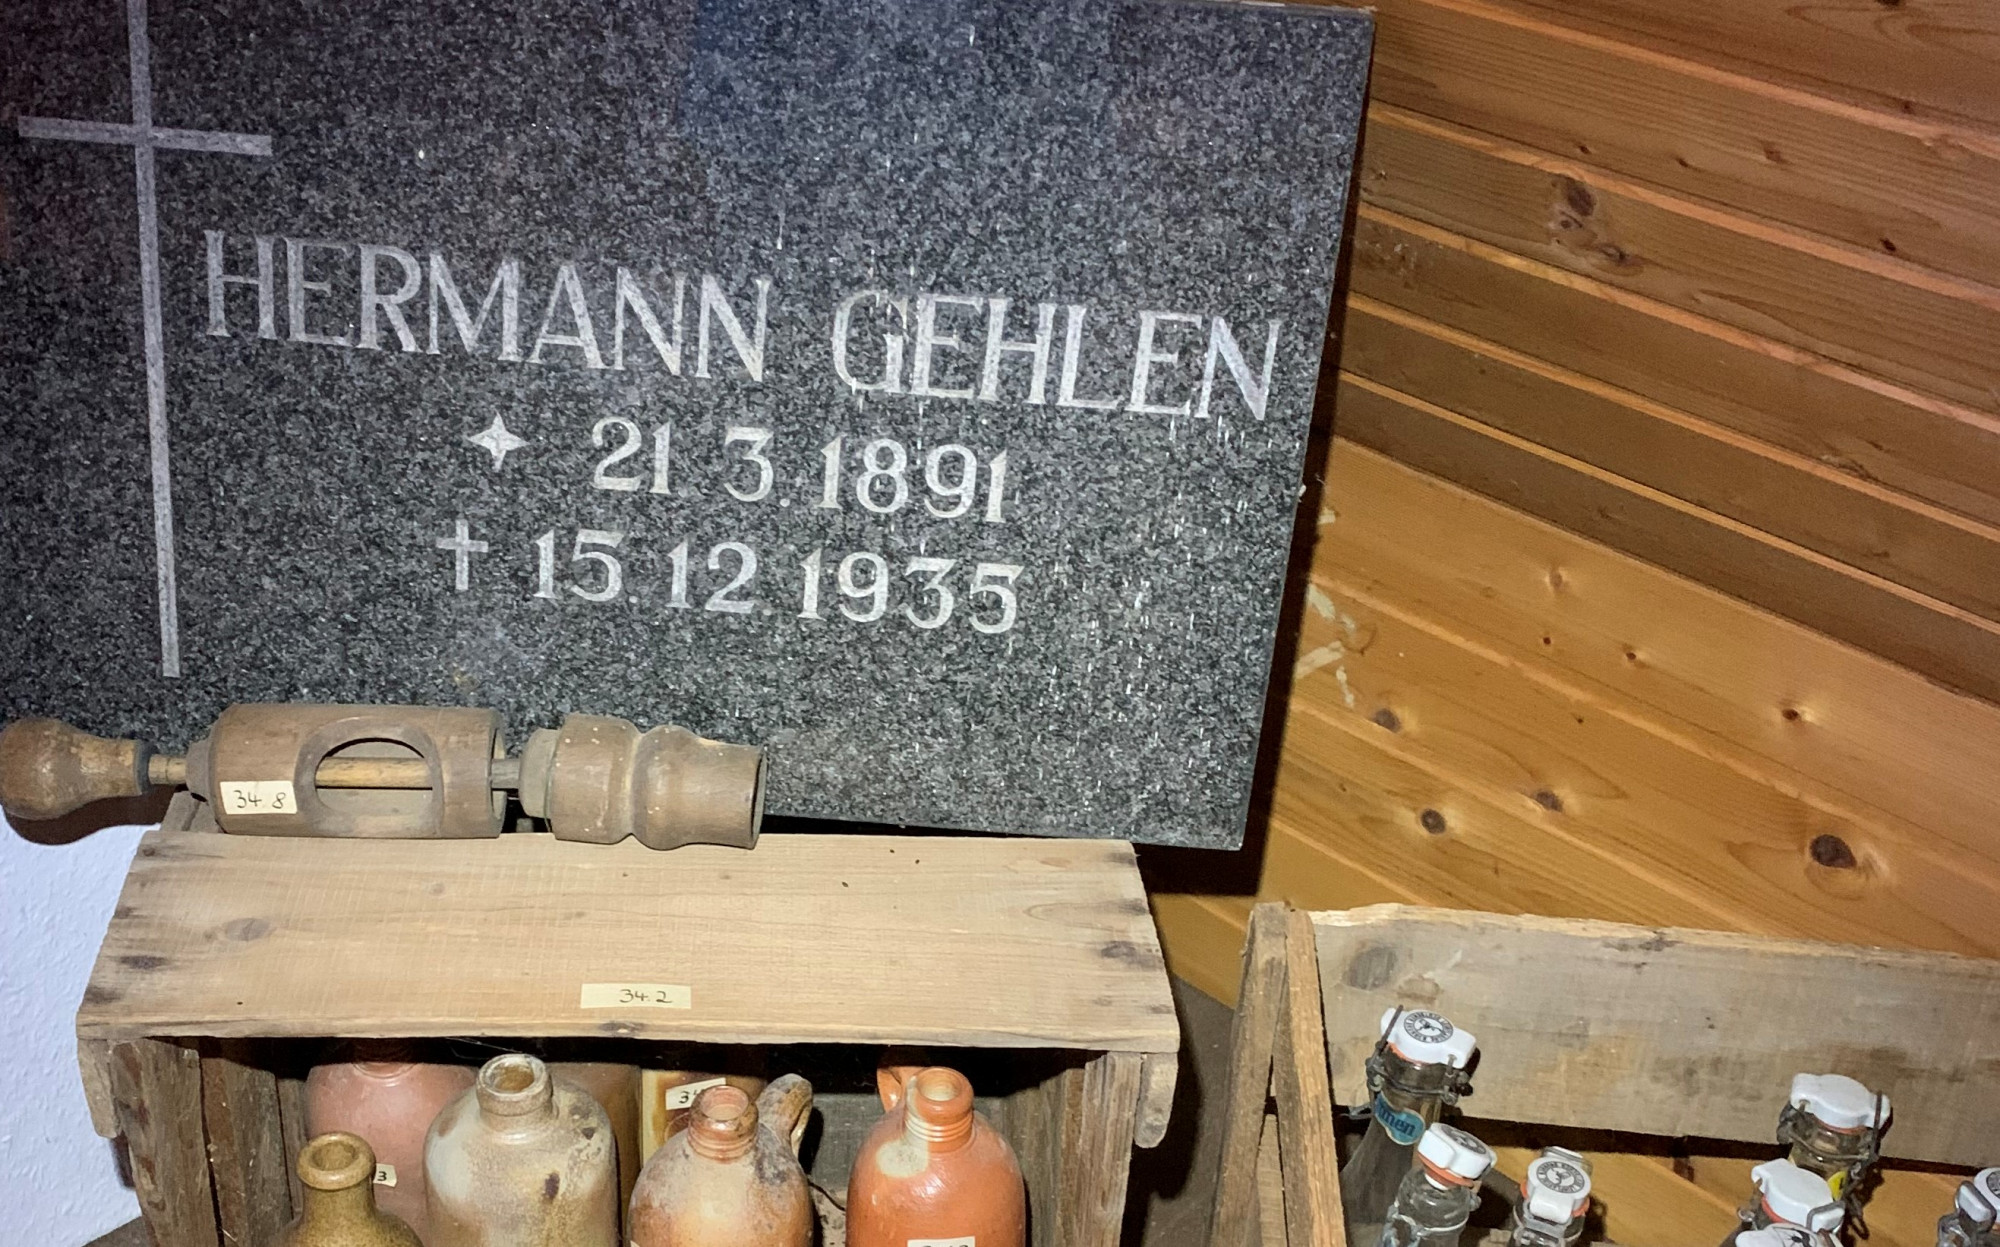 HERMANN GEHLEN
21.3.1891
† 15.12.1935
34.8
34.2